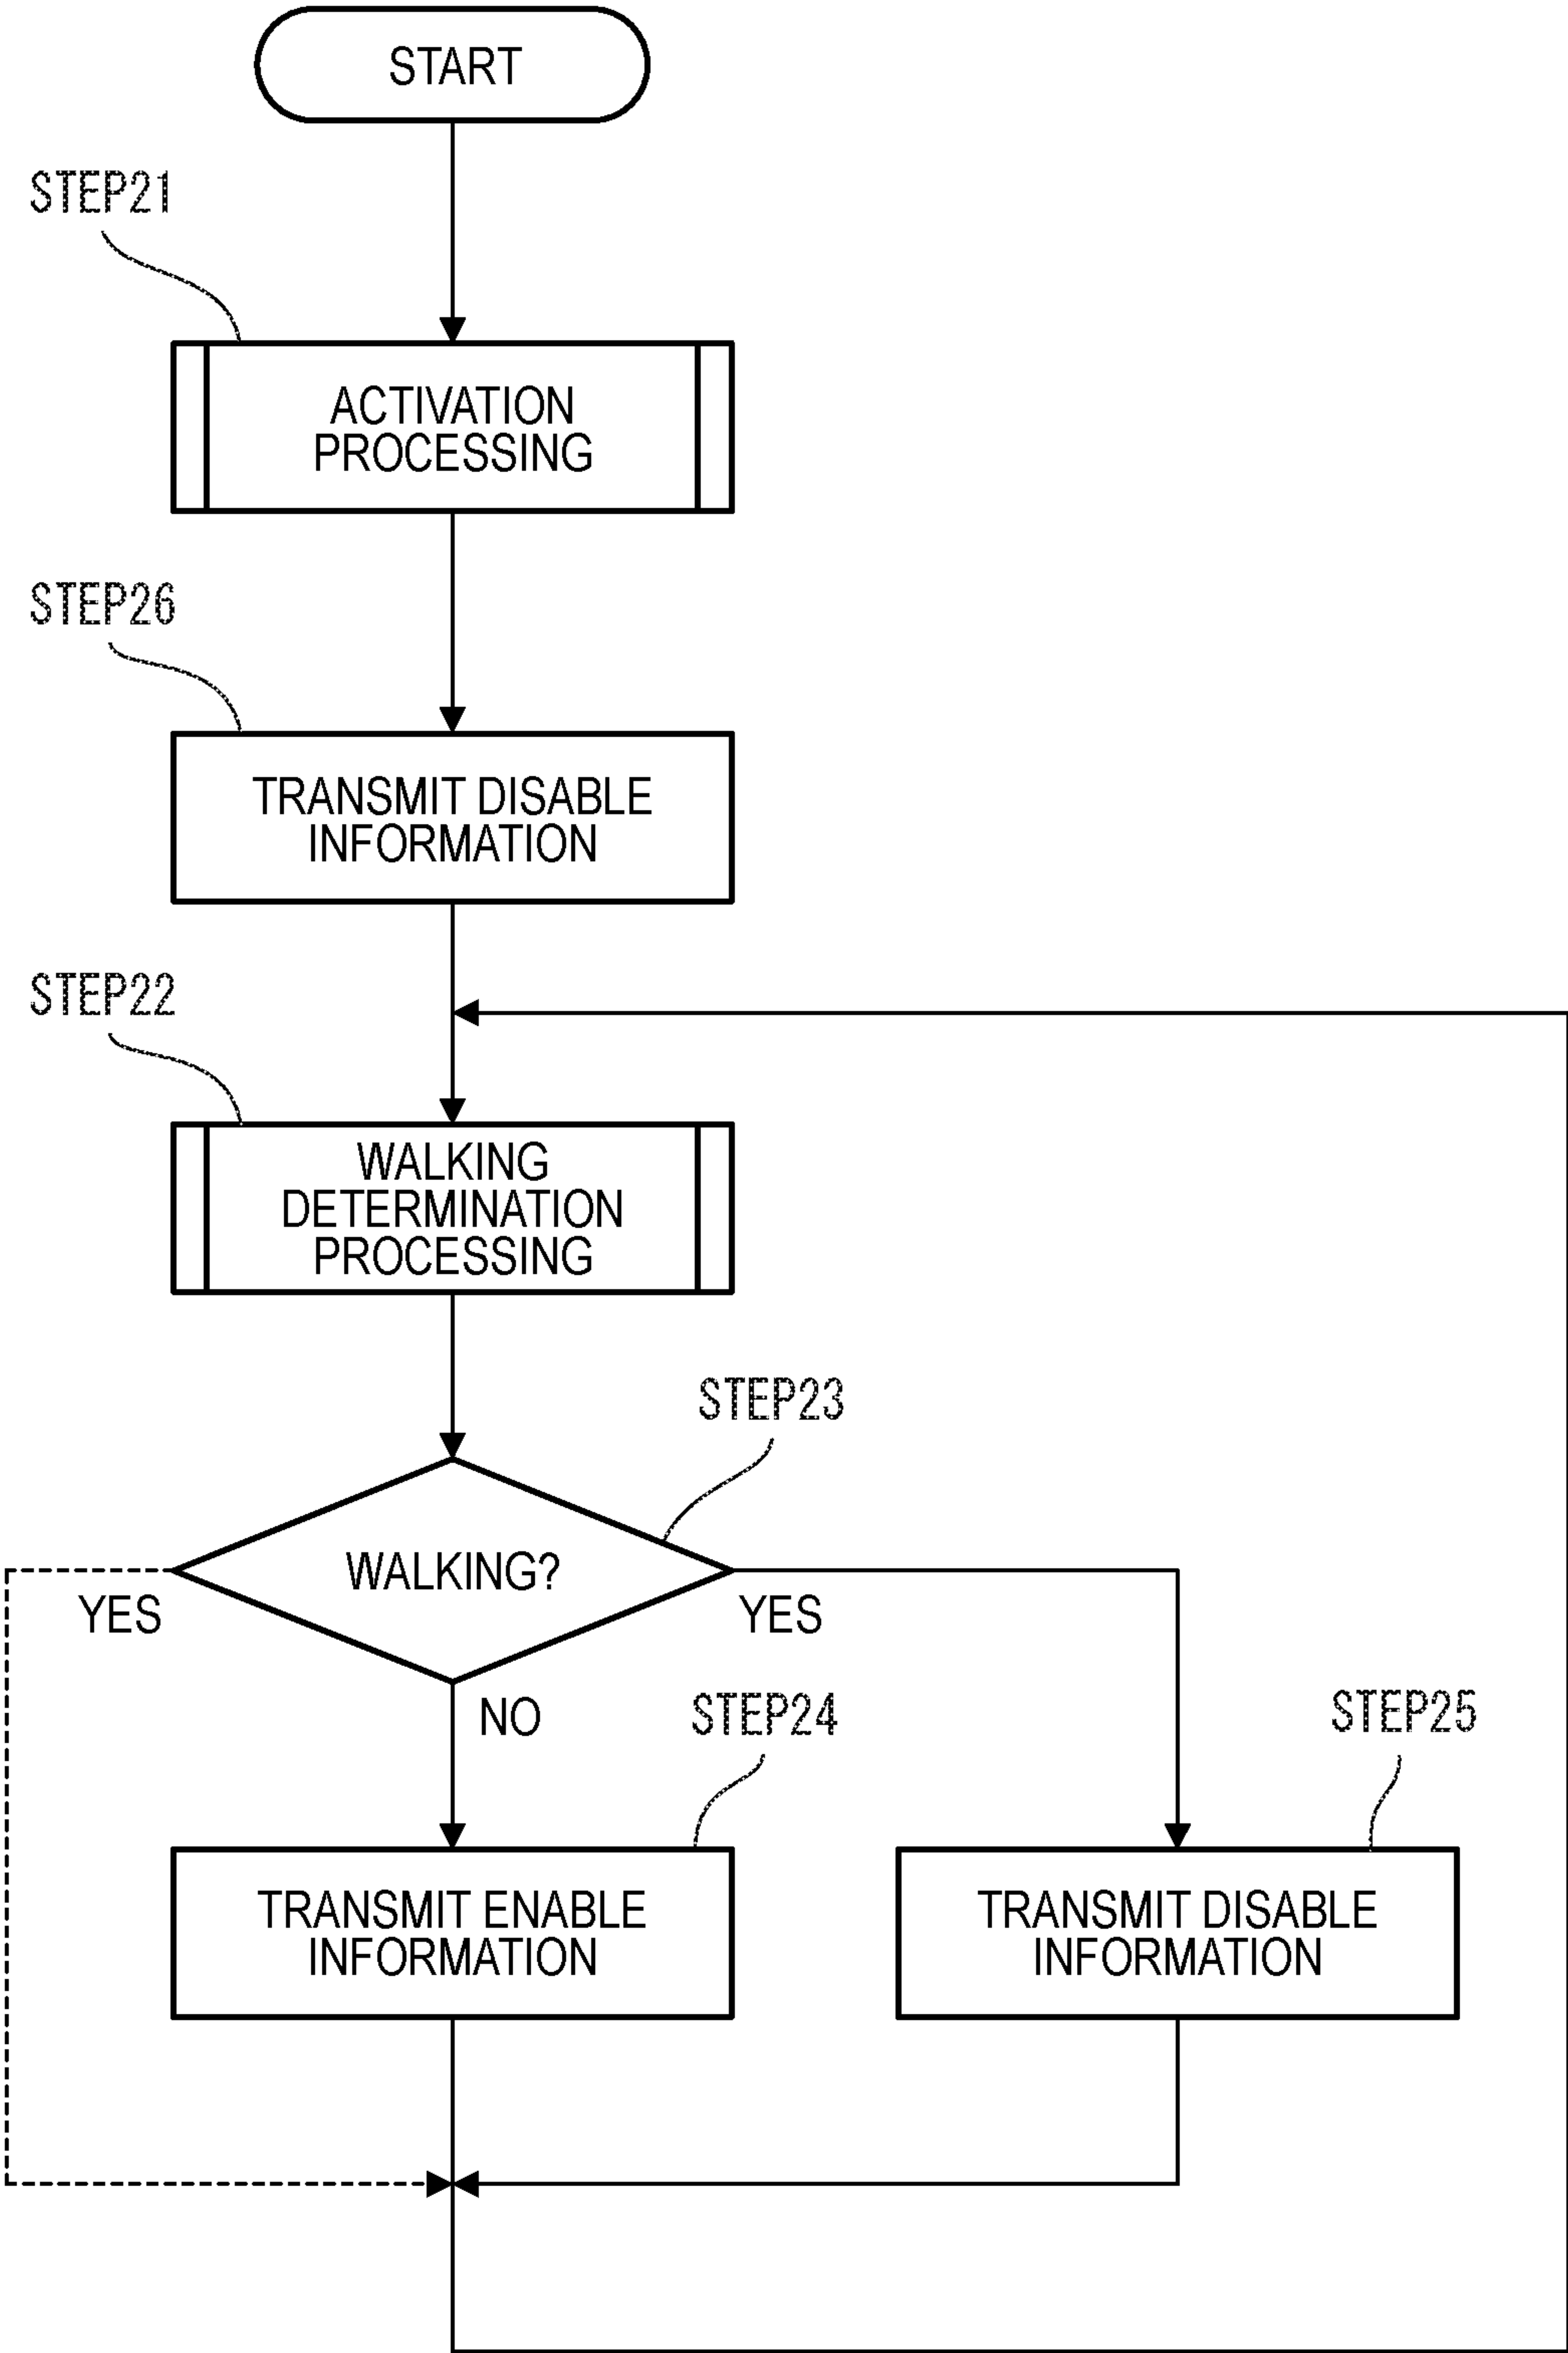 START
STEP21
ACTIVATION
PROCESSING
STEP26
TRANSMIT DISABLE
INFORMATION
STEP22
WALKING
DETERMINATION
PROCESSING
STEP23
WALKING?
YES
YES
NO
STEP24
STEP25
TRANSMIT ENABLE
INFORMATION
TRANSMIT DISABLE
INFORMATION